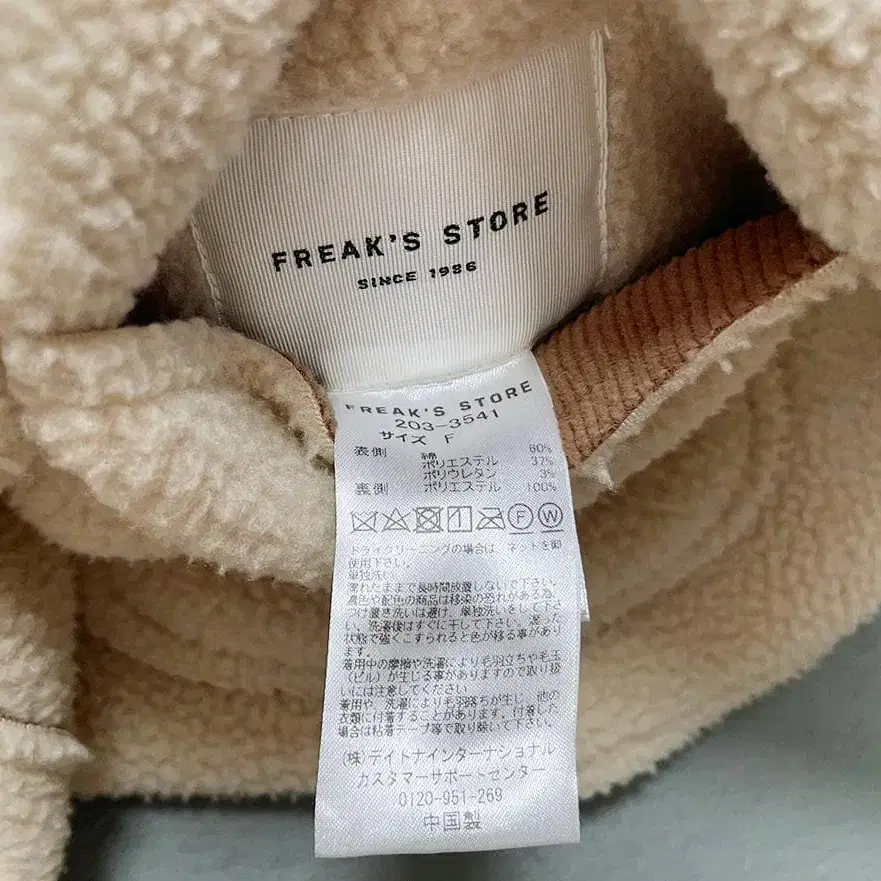 FREAK'S STORE
SINCE 1986
FREAK'S STORE
203-3541
サイズ F
表側 綿 60%
ポリエステル 37%
ポリウレタン 3%
裏側 ポリエステル 100%
F W
ドライクリーニングの場合は、ネットを御
使用下さい。
単独洗い
濡れたままで長時間放置しないで下さい。
濃色や配色の商品は移染の恐れがある為、
つけ置き洗いは避け、単独洗いをして下さ
い。洗濯後はすぐに干して下さい。湿った
状態で強くこすられると色が移る事があり
ます。
着用中の摩擦や洗濯により毛羽立ちや毛玉
(ピル)が生じる事がありますので取り扱
いには注意してください
着用や、洗濯により毛羽落ちが生じ、他の
衣類に付着することがあります。付着した
場合は粘着テープ等で取り除いて下さい。
(株)デイトナインターナショナル
カスタマーサポートセンター
0120-951-269
中国製